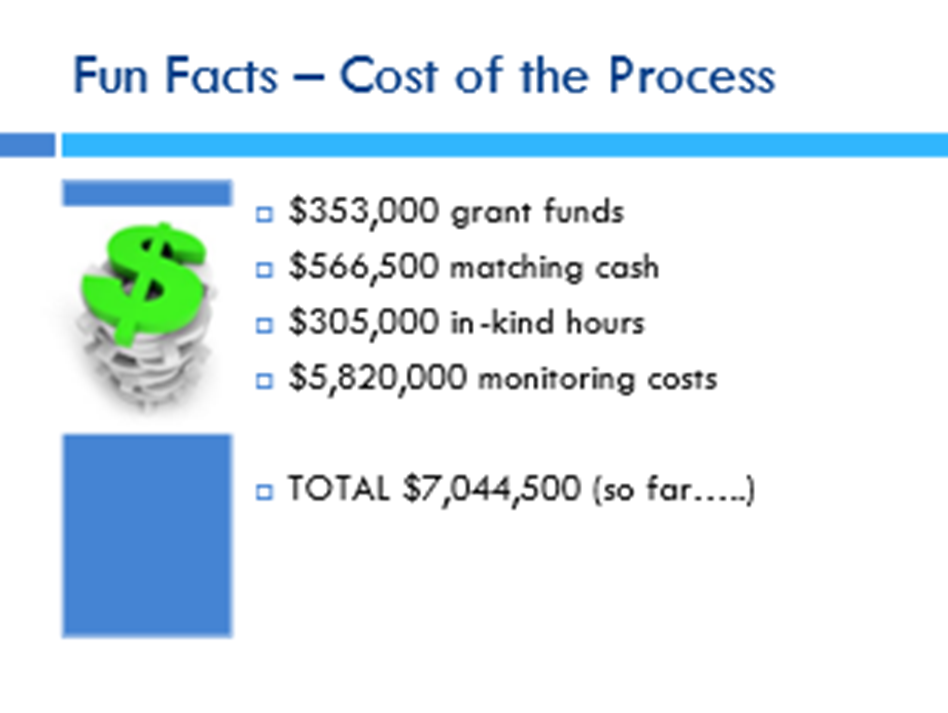 Fun Facts – Cost of the Process
$353,000 grant funds
$566,500 matching cash
$305,000 in-kind hours
$5,820,000 monitoring costs
TOTAL $7,044,500 (so far.....)